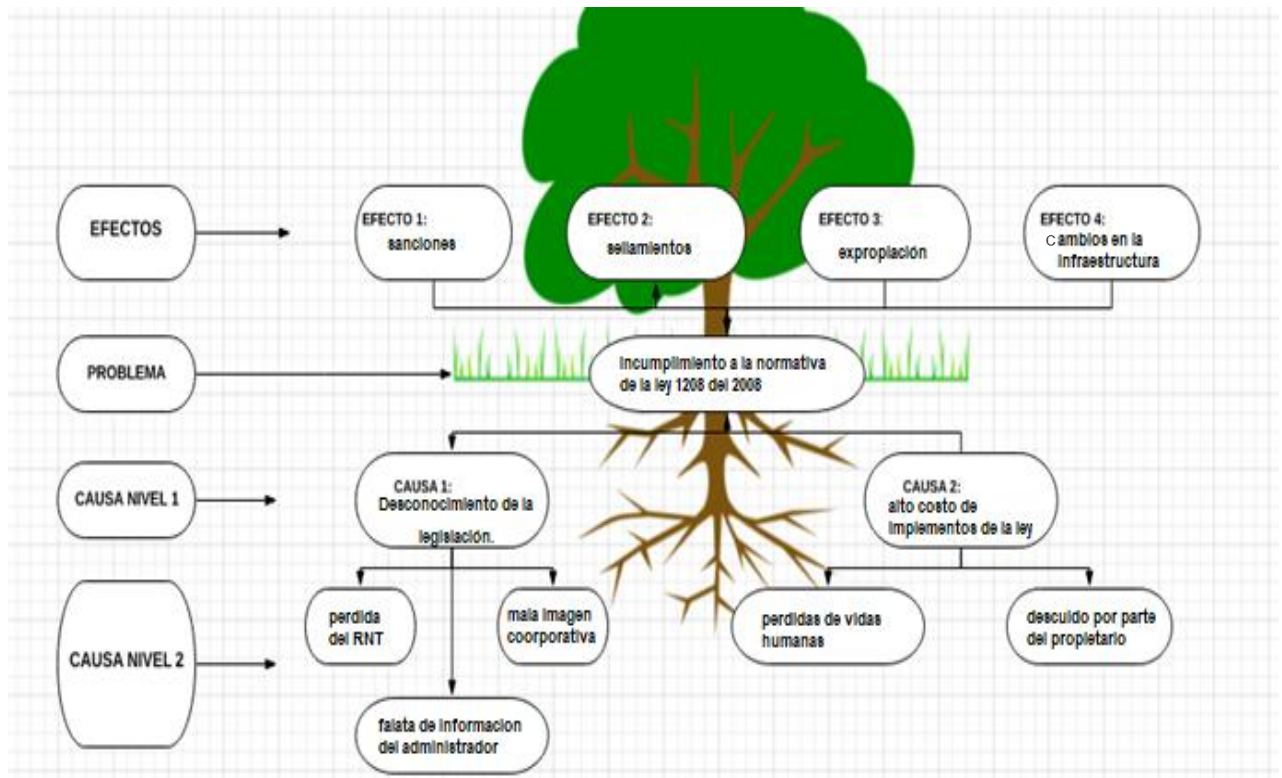 EFECTOS
EFECTO 1:
sanciones
EFECTO 2:
sellamientos
EFECTO 3:
expropiación
EFECTO 4:
Cambios en la
infraestructura
PROBLEMA
incumplimiento a la normativa
de la ley 1208 del 2008
CAUSA NIVEL 1
CAUSA 1:
Desconocimiento de la
legislación.
CAUSA 2:
alto costo de
implementos de la ley
CAUSA NIVEL 2
perdida
del RNT
mala imagen
coorporativa
perdidas de vidas
humanas
descuido por parte
del propietario
falata de informacion
del administrador